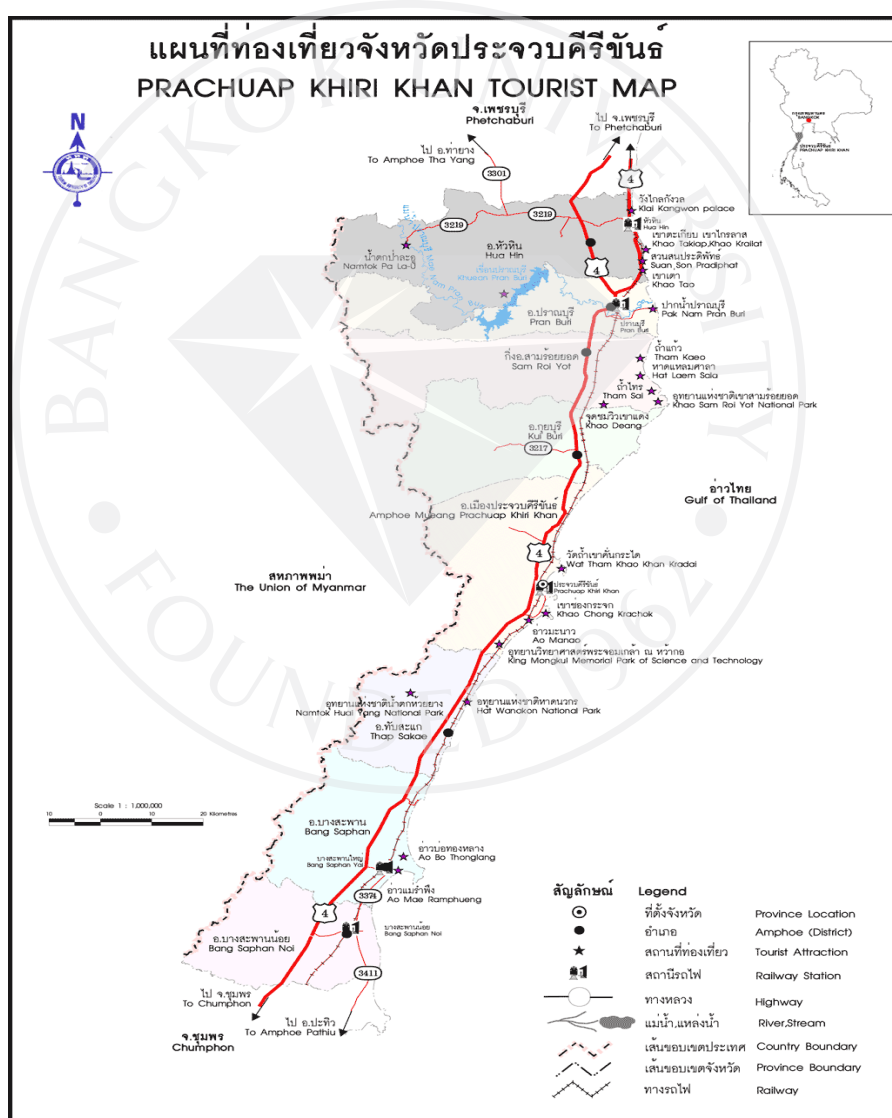 แผนที่ท่องเที่ยวจังหวัดประจวบคีรีขันธ์
PRACHUAP KHIRI KHAN TOURIST MAP
BANGKOK UNIVERSITY
FOUNDED 1962
N
จ.เพชรบุรี
Phetchaburi
ไป จ.เพชรบุรี
To Phetchaburi
ไป อ.ท่ายาง
To Amphoe Tha Yang
3301
4
กรุงเทพมหานคร
BANGKOK
ประจวบคีรีขันธ์
PRACHUAP KHIRI KHAN
วังไกลกังวล
Klai Kangwon palace
3219
3219
หัวหิน
Hua Hin
น้ำตกป่าละอู
Namtok Pa La-U
อ.หัวหิน
Hua Hin
เขาตะเกียบ เขาไกรลาส
Khao Takiap,Khao Krailat
สวนสนประดิพัทธ์
Suan Son Pradiphat
เขาเตา
Khao Tao
4
เขื่อนปราณบุรี
Khuean Pran Buri
อ.ปราณบุรี
Pran Buri
ปราณบุรี
Pran Buri
ปากน้ำปราณบุรี
Pak Nam Pran Buri
กิ่งอ.สามร้อยยอด
Sam Roi Yot
ถ้ำแก้ว
Tham Kaeo
หาดแหลมศาลา
Hat Laem Sala
ถ้ำไทร
Tham Sai
อุทยานแห่งชาติเขาสามร้อยยอด
Khao Sam Roi Yot National Park
จุดชมวิวเขาแดง
Khao Deang
อ.กุยบุรี
Kui Buri
3217
อ่าวไทย
Gulf of Thailand
อ.เมืองประจวบคีรีขันธ์
Amphoe Mueang Prachuap Khiri Khan
4
สหภาพพม่า
The Union of Myanmar
วัดถ้ำเขาคั่นกระได
Wat Tham Khao Khan Kradai
ประจวบคีรีขันธ์
Prachuap Khiri Khan
เขาช่องกระจก
Khao Chong Krachok
อ่าวมะนาว
Ao Manao
อุทยานวิทยาศาสตร์พระจอมเกล้า ณ หว้ากอ
King Mongkul Memorial Park of Science and Technology
อุทยานแห่งชาติน้ำตกห้วยยาง
Namtok Huai Yang National Park
อุทยานแห่งชาติหาดวนกร
Hat Wanakon National Park
อ.ทับสะแก
Thap Sakae
Scale 1 : 1,000,000
10 0 10 20 Kilometres
อ.บางสะพาน
Bang Saphan
บางสะพานใหญ่
Bang Saphan Yai
อ่าวบ่อทองหลาง
Ao Bo Thonglang
อ่าวแม่รำพึง
Ao Mae Ramphueng
3374
4
อ.บางสะพานน้อย
Bang Saphan Noi
บางสะพานน้อย
Bang Saphan Noi
3411
ไป จ.ชุมพร
To Chumphon
ไป อ.ปะทิว
To Amphoe Pathiu
จ.ชุมพร
Chumphon
สัญลักษณ์ Legend
ที่ตั้งจังหวัด Province Location
อำเภอ Amphoe (District)
สถานที่ท่องเที่ยว Tourist Attraction
สถานีรถไฟ Railway Station
ทางหลวง Highway
แม่น้ำ,แหล่งน้ำ River,Stream
เส้นขอบเขตประเทศ Country Boundary
เส้นขอบเขตจังหวัด Province Boundary
ทางรถไฟ Railway